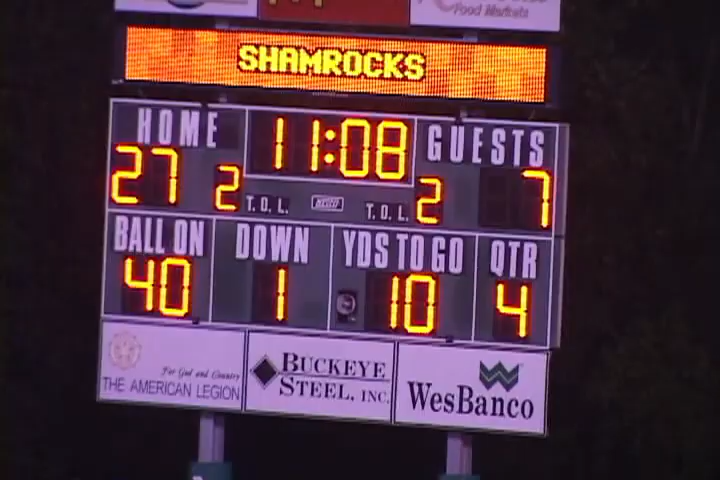 Food Markets
SHAMROCKS
HOME 11:08 GUESTS
27 2 T.O.L. T.O.L. 2 7
BALL ON DOWN YDS TO GO QTR
40 1 10 4
For God and Country
THE AMERICAN LEGION
BUCKEYE
STEEL, INC.
WesBanco